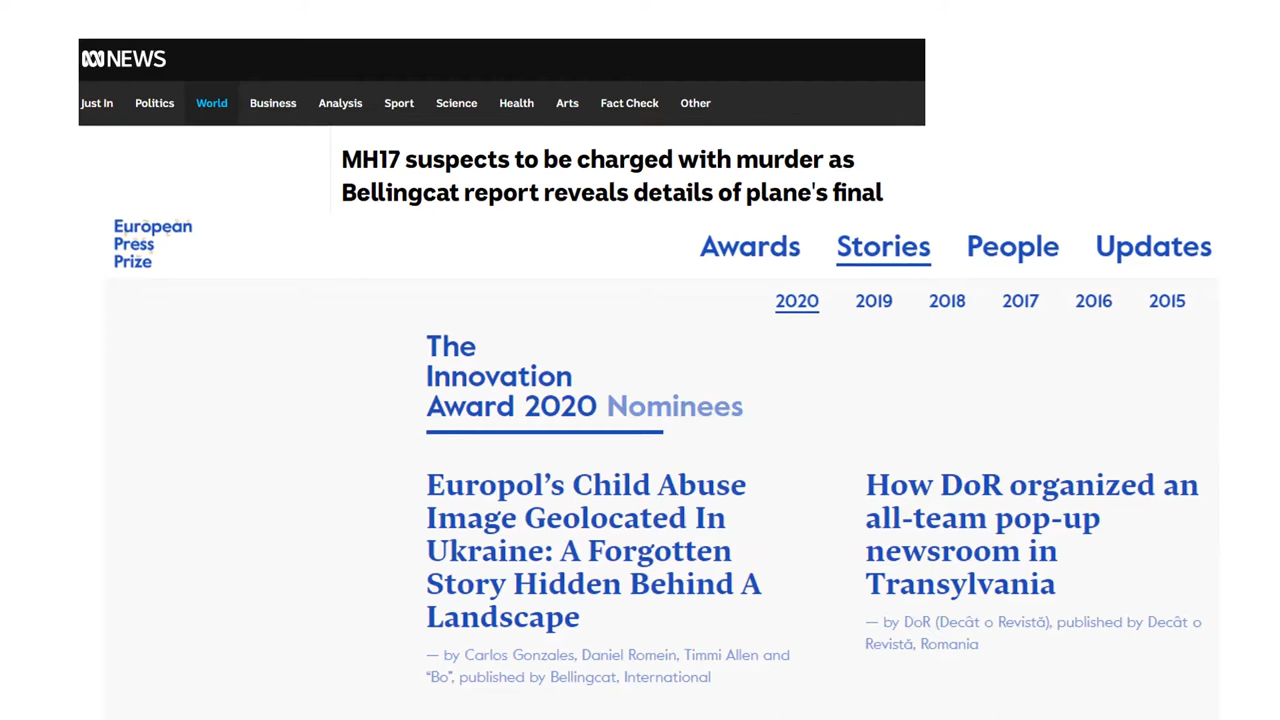 NEWS
Just In Politics World Business Analysis Sport Science Health Arts Fact Check Other
MH17 suspects to be charged with murder as
Bellingcat report reveals details of plane's final
European
Press
Prize
Awards Stories People Updates
2020 2019 2018 2017 2016 2015
The
Innovation
Award 2020 Nominees
Europol’s Child Abuse
Image Geolocated In
Ukraine: A Forgotten
Story Hidden Behind A
Landscape
— by Carlos Gonzales, Daniel Romein, Timmi Allen and
“Bo”, published by Bellingcat, International
How DoR organized an
all-team pop-up
newsroom in
Transylvania
— by DoR (Decât o Revistă), published by Decât o
Revistă, Romania